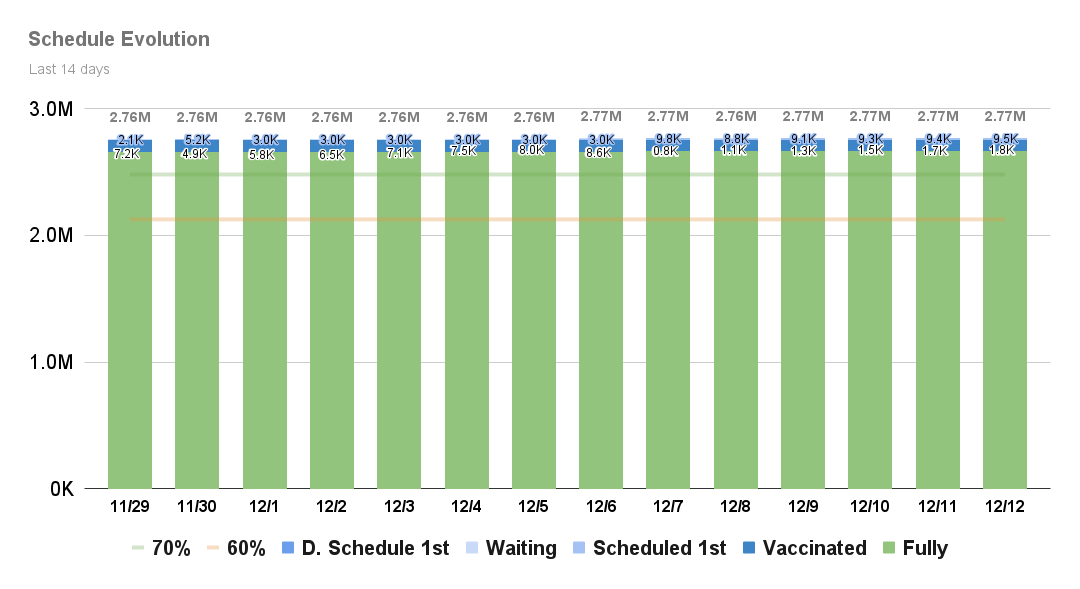 Schedule Evolution
Last 14 days
3.0M
2.76M 2.76M 2.76M 2.76M 2.76M 2.76M 2.76M 2.77M 2.77M 2.76M 2.77M 2.77M 2.77M 2.77M
2.1K 5.2K 3.0K 3.0K 3.0K 3.0K 3.0K 3.0K 9.8K 8.8K 9.1K 9.3K 9.4K 9.5K
7.2K 4.9K 5.8K 6.5K 7.1K 7.5K 8.0K 8.6K 0.8K 1.1K 1.3K 1.5K 1.7K 1.8K
2.0M
1.0M
0K
11/29 11/30 12/1 12/2 12/3 12/4 12/5 12/6 12/7 12/8 12/9 12/10 12/11 12/12
70% 60% D. Schedule 1st Waiting Scheduled 1st Vaccinated Fully